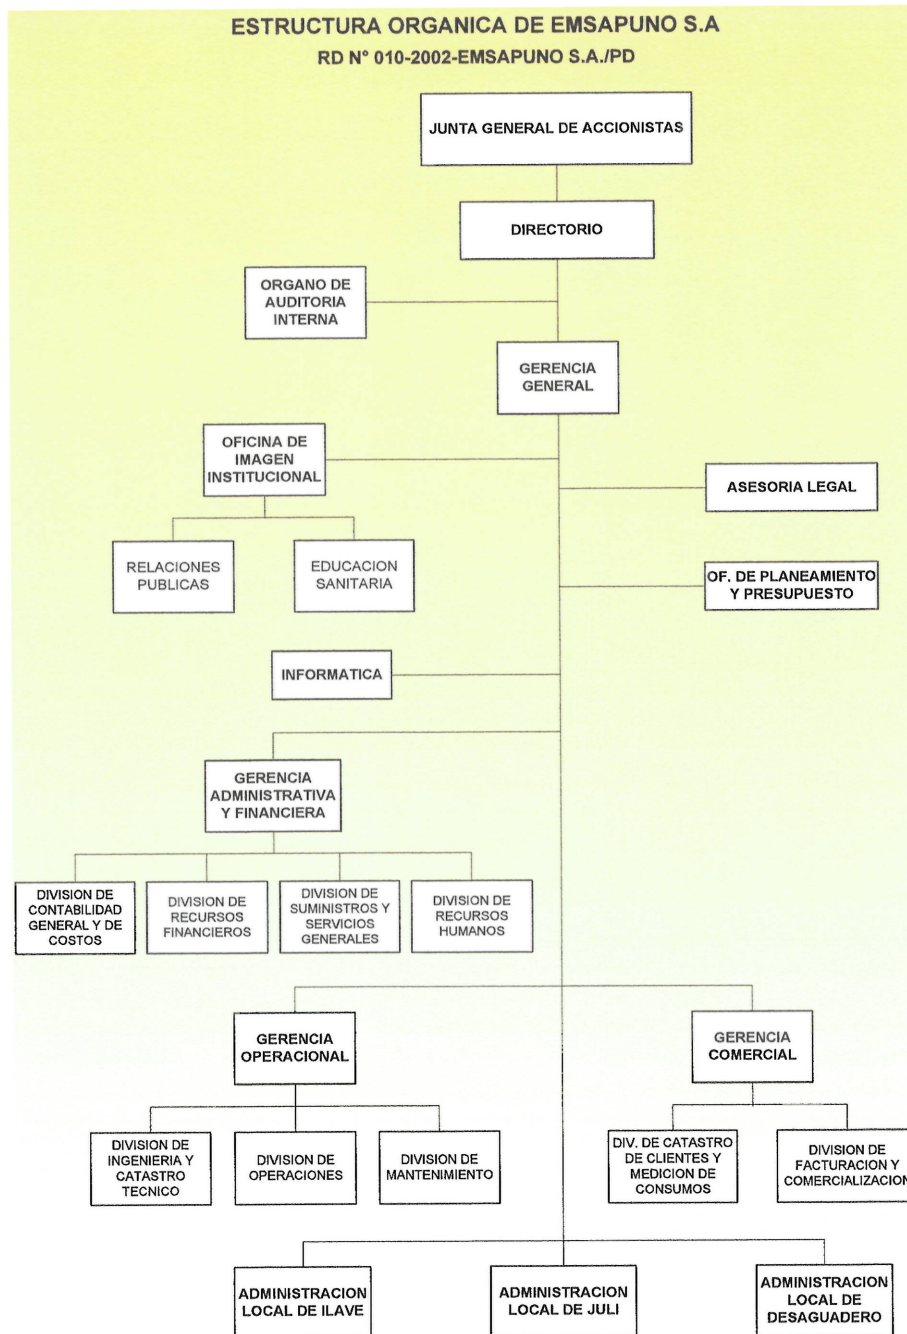 ESTRUCTURA ORGANICA DE EMSAPUNO S.A
RD N° 010-2002-EMSAPUNO S.A./PD
JUNTA GENERAL DE ACCIONISTAS
DIRECTORIO
ORGANO DE
AUDITORIA
INTERNA
GERENCIA
GENERAL
OFICINA DE
IMAGEN
INSTITUCIONAL
ASESORIA LEGAL
RELACIONES
PUBLICAS
EDUCACION
SANITARIA
OF. DE PLANEAMIENTO
Y PRESUPUESTO
INFORMATICA
GERENCIA
ADMINISTRATIVA
Y FINANCIERA
DIVISION DE
CONTABILIDAD
GENERAL Y DE
COSTOS
DIVISION DE
RECURSOS
FINANCIEROS
DIVISION DE
SUMINISTROS Y
SERVICIOS
GENERALES
DIVISION DE
RECURSOS
HUMANOS
GERENCIA
OPERACIONAL
GERENCIA
COMERCIAL
DIVISION DE
INGENIERIA Y
CATASTRO
TECNICO
DIVISION DE
OPERACIONES
DIVISION DE
MANTENIMIENTO
DIV. DE CATASTRO
DE CLIENTES Y
MEDICION DE
CONSUMOS
DIVISION DE
FACTURACION Y
COMERCIALIZACION
ADMINISTRACION
LOCAL DE ILAVE
ADMINISTRACION
LOCAL DE JULI
ADMINISTRACION
LOCAL DE
DESAGUADERO